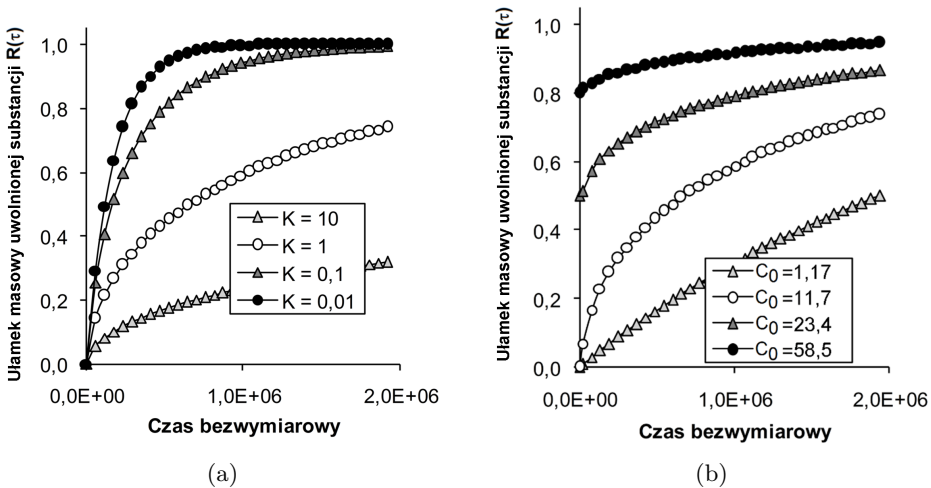 Ułamek masowy uwolnionej substancji R(τ)
1,0
0,8
0,6
0,4
0,2
0,0
0,0E+00 1,0E+06 2,0E+06
Czas bezwymiarowy
K = 10
K = 1
K = 0,1
K = 0,01
(a)
Ułamek masowy uwolnionej substancji R(τ)
1,0
0,8
0,6
0,4
0,2
0,0
0,0E+00 1,0E+06 2,0E+06
Czas bezwymiarowy
C₀ =1,17
C₀ =11,7
C₀ =23,4
C₀ =58,5
(b)